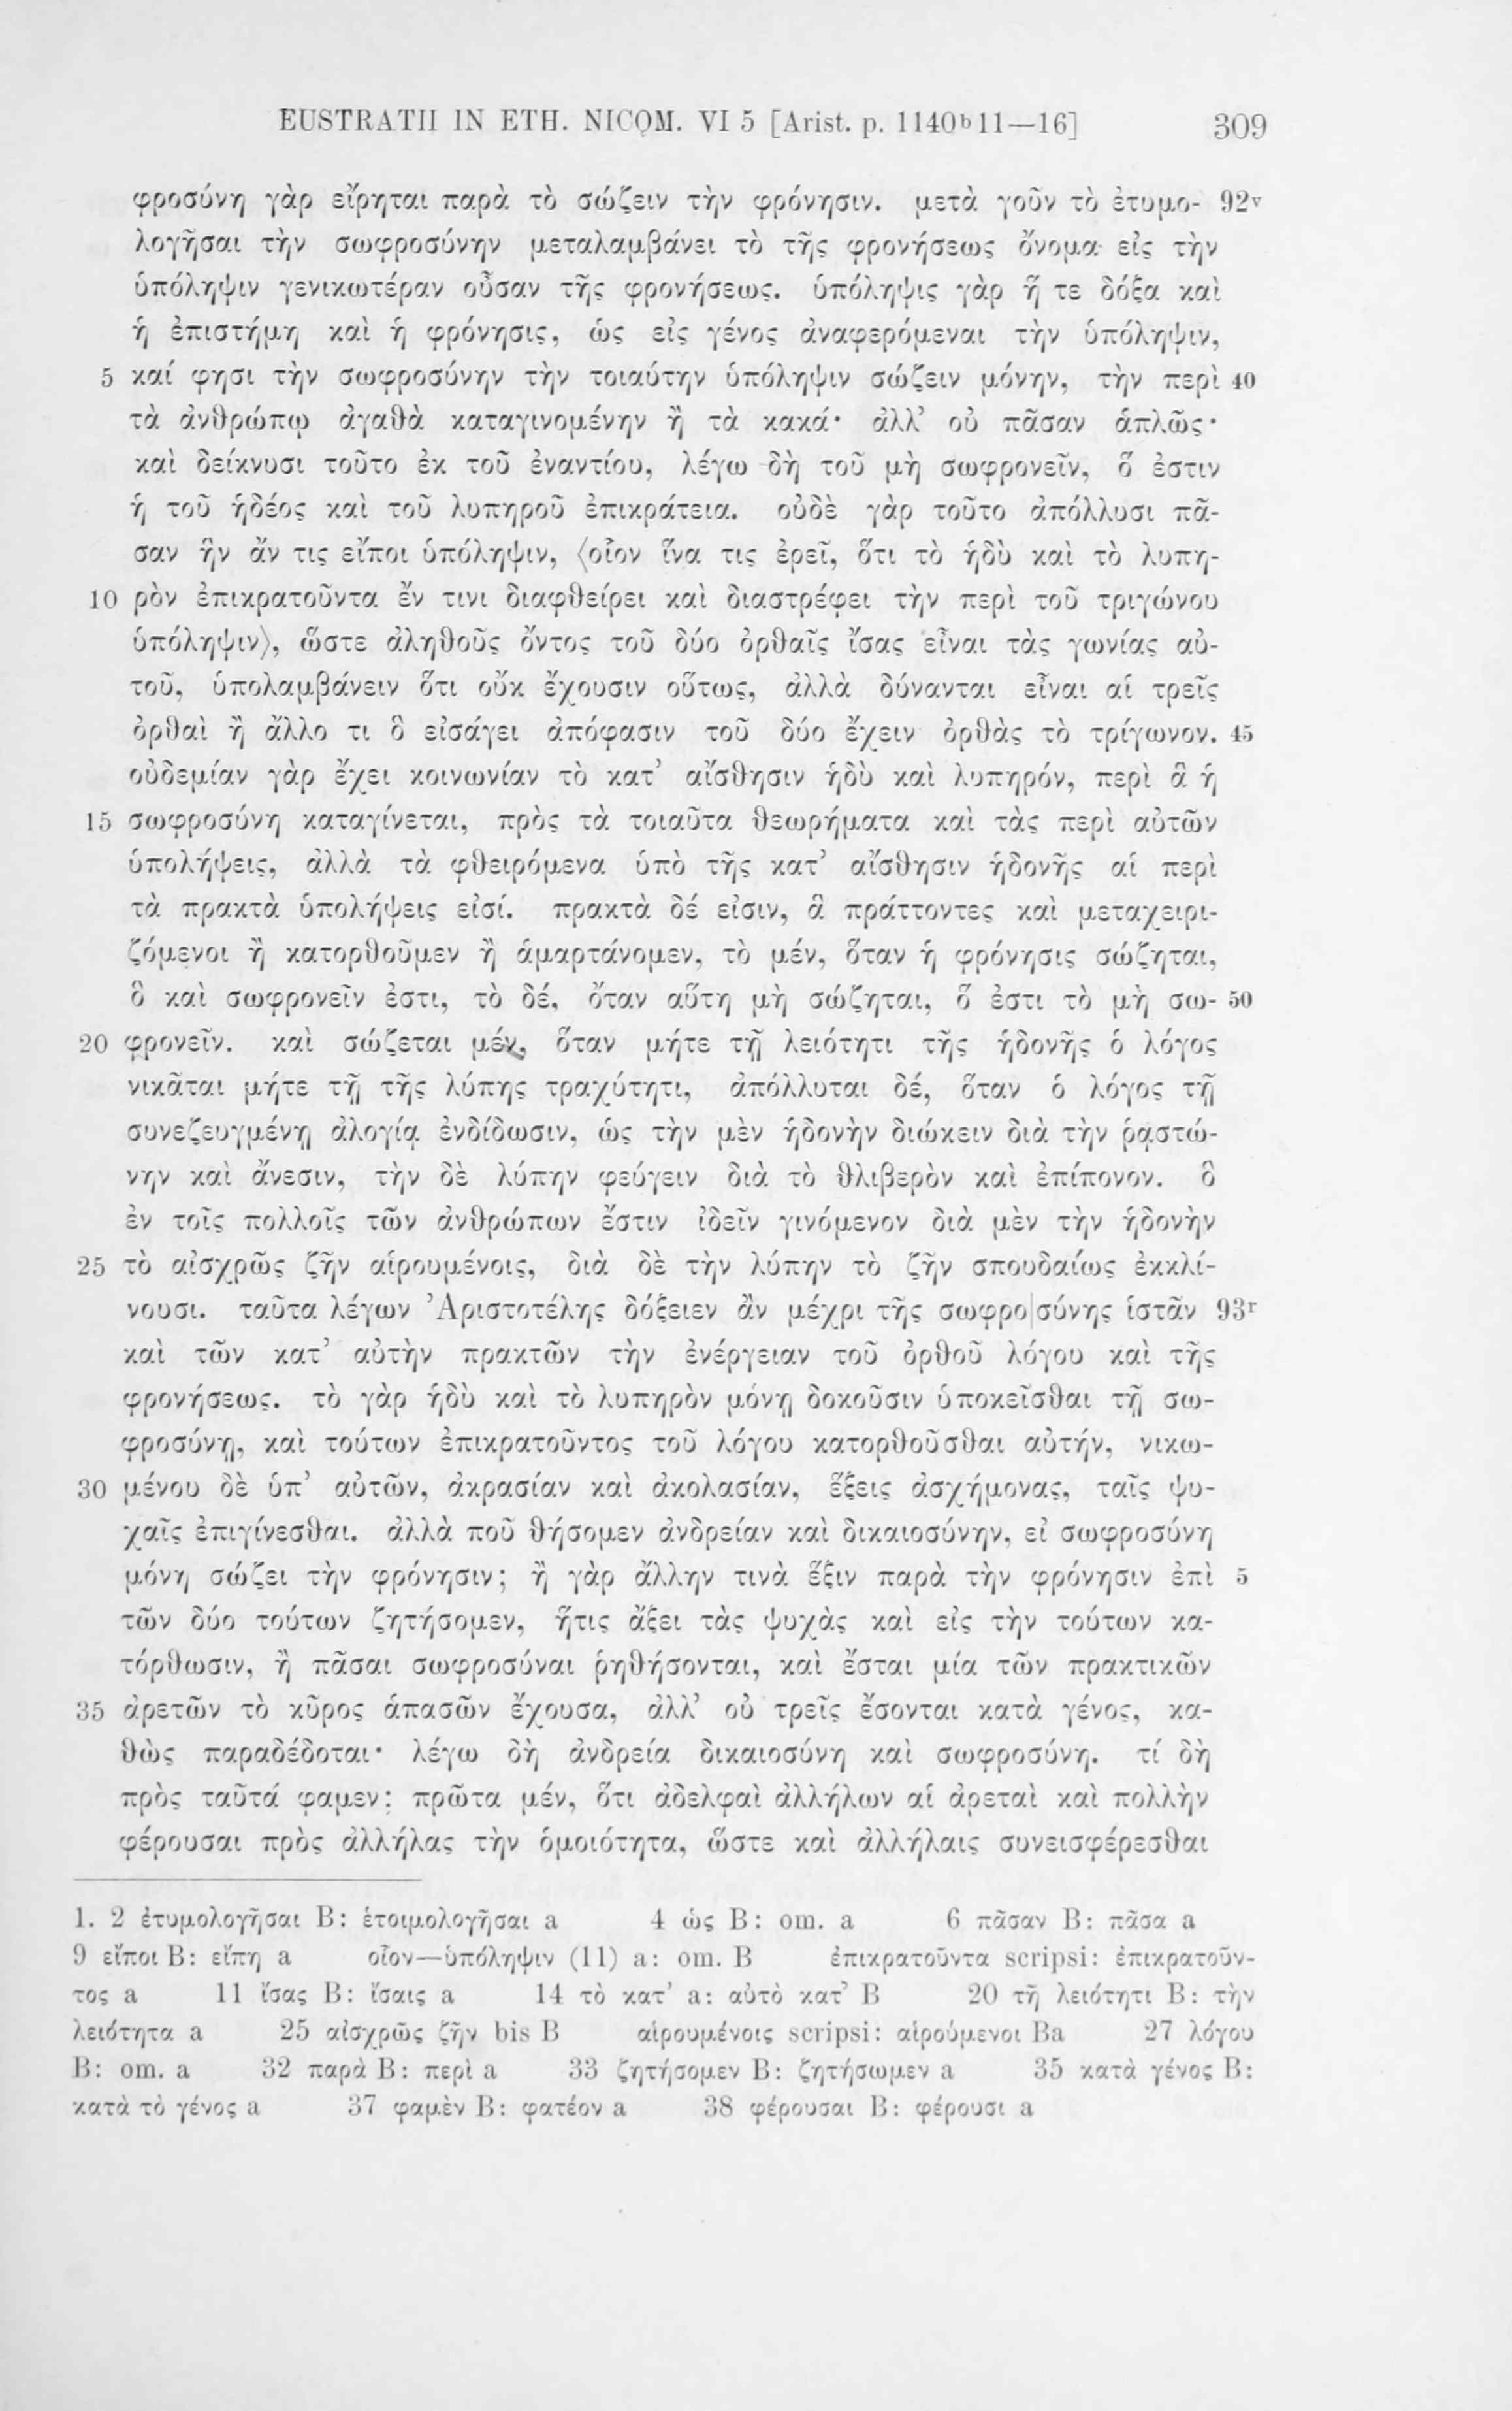 EUSTRATII IN ETH. NICOM. VI 5 [Arist. p. 1140b11—16] 309
φροσύνη γὰρ εἴρηται παρὰ τὸ σώζειν τὴν φρόνησιν. μετὰ γοῦν τὸ ἐτυμο- 92v
λογῆσαι τὴν σωφροσύνην μεταλαμβάνει τὸ τῆς φρονήσεως ὄνομα εἰς τὴν
ὑπόληψιν γενικωτέραν οὖσαν τῆς φρονήσεως. ὑπόληψις γὰρ ἥ τε δόξα καὶ
ἡ ἐπιστήμη καὶ ἡ φρόνησις, ὡς εἰς γένος ἀναφερόμεναι τὴν ὑπόληψιν,
5 καί φησι τὴν σωφροσύνην τὴν τοιαύτην ὑπόληψιν σώζειν μόνην, τὴν περὶ 40
τὰ ἀνθρώπῳ ἀγαθὰ καταγινομένην ἢ τὰ κακά· ἀλλ’ οὐ πᾶσαν ἁπλῶς·
καὶ δείκνυσι τοῦτο ἐκ τοῦ ἐναντίου, λέγω δὴ τοῦ μὴ σωφρονεῖν, ὅ ἐστιν
ἡ τοῦ ἡδέος καὶ τοῦ λυπηροῦ ἐπικράτεια. οὐδὲ γὰρ τοῦτο ἀπόλλυσι πᾶ-
σαν ἣν ἄν τις εἴποι ὑπόληψιν, ⟨οἷον ἵνα τις ἐρεῖ, ὅτι τὸ ἡδὺ καὶ τὸ λυπη-
10 ρὸν ἐπικρατοῦντα ἔν τινι διαφθείρει καὶ διαστρέφει τὴν περὶ τοῦ τριγώνου
ὑπόληψιν⟩, ὥστε ἀληθοῦς ὄντος τοῦ δύο ὀρθαῖς ἴσας εἶναι τὰς γωνίας αὐ-
τοῦ, ὑπολαμβάνειν ὅτι οὔκ ἔχουσιν οὕτως, ἀλλὰ δύνανται εἶναι αἱ τρεῖς
ὀρθαὶ ἢ ἄλλο τι ὃ εἰσάγει ἀπόφασιν τοῦ δύο ἔχειν ὀρθὰς τὸ τρίγωνον. 45
οὐδεμίαν γὰρ ἔχει κοινωνίαν τὸ κατ’ αἴσθησιν ἡδὺ καὶ λυπηρόν, περὶ ἃ ἡ
15 σωφροσύνη καταγίνεται, πρὸς τὰ τοιαῦτα θεωρήματα καὶ τὰς περὶ αὐτῶν
ὑπολήψεις, ἀλλὰ τὰ φθειρόμενα ὑπὸ τῆς κατ’ αἴσθησιν ἡδονῆς αἱ περὶ
τὰ πρακτὰ ὑπολήψεις εἰσί. πρακτὰ δέ εἰσιν, ἃ πράττοντες καὶ μεταχειρι-
ζόμενοι ἢ κατορθοῦμεν ἢ ἁμαρτάνομεν, τὸ μέν, ὅταν ἡ φρόνησις σώζηται,
ὃ καὶ σωφρονεῖν ἐστι, τὸ δέ, ὅταν αὕτη μὴ σώζηται, ὅ ἐστι τὸ μὴ σω- 50
20 φρονεῖν. καὶ σώζεται μέν, ὅταν μήτε τῇ λειότητι τῆς ἡδονῆς ὁ λόγος
νικᾶται μήτε τῇ τῆς λύπης τραχύτητι, ἀπόλλυται δέ, ὅταν ὁ λόγος τῇ
συνεζευγμένῃ ἀλογίᾳ ἐνδίδωσιν, ὡς τὴν μὲν ἡδονὴν διώκειν διὰ τὴν ῥᾳστώ-
νην καὶ ἄνεσιν, τὴν δὲ λύπην φεύγειν διὰ τὸ θλιβερὸν καὶ ἐπίπονον. ὃ
ἐν τοῖς πολλοῖς τῶν ἀνθρώπων ἔστιν ἰδεῖν γινόμενον διὰ μὲν τὴν ἡδονὴν
25 τὸ αἰσχρῶς ζῆν αἱρουμένοις, διὰ δὲ τὴν λύπην τὸ ζῆν σπουδαίως ἐκκλί-
νουσι. ταῦτα λέγων Ἀριστοτέλης δόξειεν ἂν μέχρι τῆς σωφρο|σύνης ἱστᾶν 93r
καὶ τῶν κατ’ αὐτὴν πρακτῶν τὴν ἐνέργειαν τοῦ ὀρθοῦ λόγου καὶ τῆς
φρονήσεως. τὸ γὰρ ἡδὺ καὶ τὸ λυπηρὸν μόνῃ δοκοῦσιν ὑποκεῖσθαι τῇ σω-
φροσύνῃ, καὶ τούτων ἐπικρατοῦντος τοῦ λόγου κατορθοῦσθαι αὐτήν, νικω-
30 μένου δὲ ὑπ’ αὐτῶν, ἀκρασίαν καὶ ἀκολασίαν, ἕξεις ἀσχήμονας, ταῖς ψυ-
χαῖς ἐπιγίνεσθαι. ἀλλὰ ποῦ θήσομεν ἀνδρείαν καὶ δικαιοσύνην, εἰ σωφροσύνη
μόνη σώζει τὴν φρόνησιν; ἢ γὰρ ἄλλην τινὰ ἕξιν παρὰ τὴν φρόνησιν ἐπὶ 5
τῶν δύο τούτων ζητήσομεν, ἥτις ἄξει τὰς ψυχὰς καὶ εἰς τὴν τούτων κα-
τόρθωσιν, ἢ πᾶσαι σωφροσύναι ῥηθήσονται, καὶ ἔσται μία τῶν πρακτικῶν
35 ἀρετῶν τὸ κῦρος ἁπασῶν ἔχουσα, ἀλλ’ οὐ τρεῖς ἔσονται κατὰ γένος, κα-
θὼς παραδέδοται· λέγω δὴ ἀνδρεία δικαιοσύνη καὶ σωφροσύνη. τί δὴ
πρὸς ταῦτά φαμεν; πρῶτα μέν, ὅτι ἀδελφαὶ ἀλλήλων αἱ ἀρεταὶ καὶ πολλὴν
φέρουσαι πρὸς ἀλλήλας τὴν ὁμοιότητα, ὥστε καὶ ἀλλήλαις συνεισφέρεσθαι
1. 2 ἐτυμολογῆσαι B: ἑτοιμολογῆσαι a 4 ὡς B: om. a 6 πᾶσαν B: πᾶσα a
9 εἴποι B: εἴπη a οἷον—ὑπόληψιν (11) a: om. B ἐπικρατοῦντα scripsi: ἐπικρατοῦν-
τος a 11 ἴσας B: ἴσαις a 14 τὸ κατ’ a: αὐτὸ κατ’ B 20 τῇ λειότητι B: τὴν
λειότητα a 25 αἰσχρῶς ζῆν bis B αἱρουμένοις scripsi: αἱρούμενοι Ba 27 λόγου
B: om. a 32 παρὰ B: περὶ a 33 ζητήσομεν B: ζητήσωμεν a 35 κατὰ γένος B:
κατὰ τὸ γένος a 37 φαμὲν B: φατέον a 38 φέρουσαι B: φέρουσι a